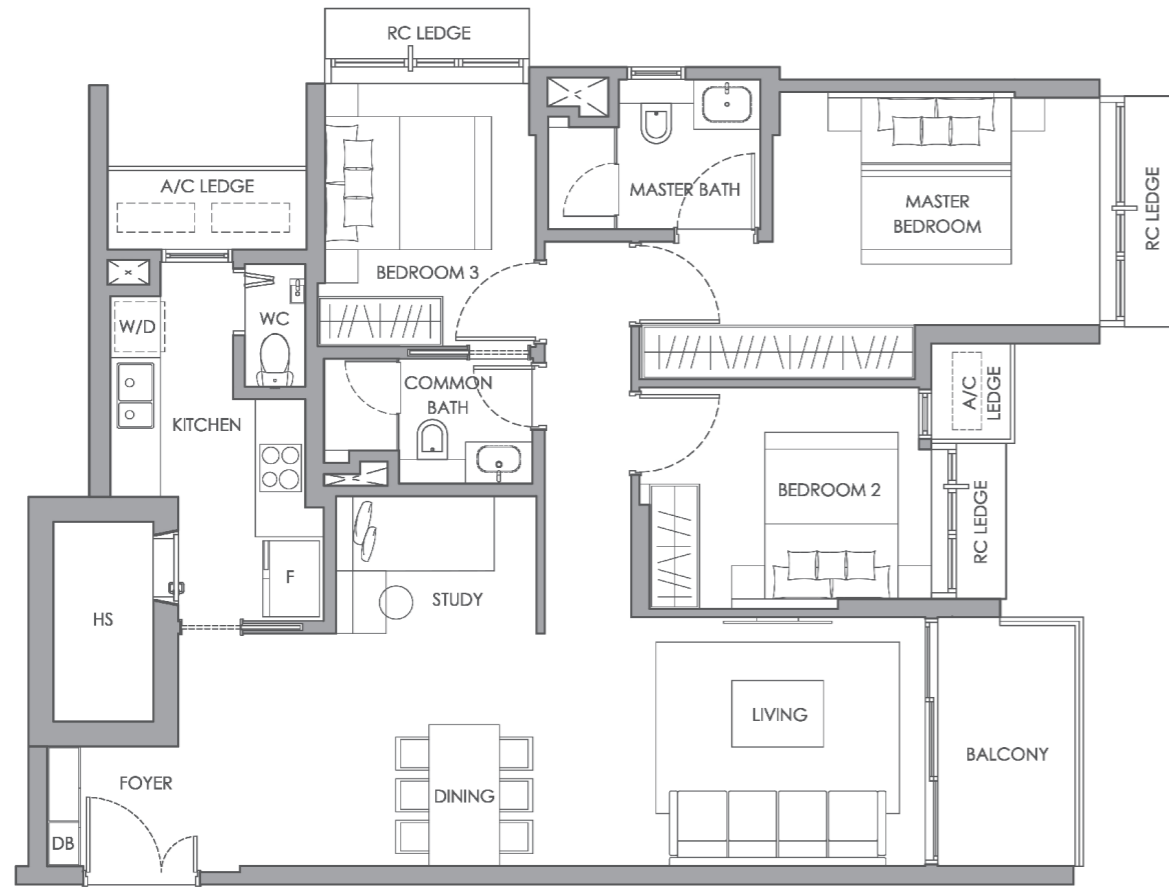 RC LEDGE
A/C LEDGE
MASTER BATH
MASTER
BEDROOM
RC LEDGE
BEDROOM 3
W/D
WC
COMMON
BATH
A/C
LEDGE
KITCHEN
BEDROOM 2
RC LEDGE
F
STUDY
HS
LIVING
BALCONY
FOYER
DINING
DB